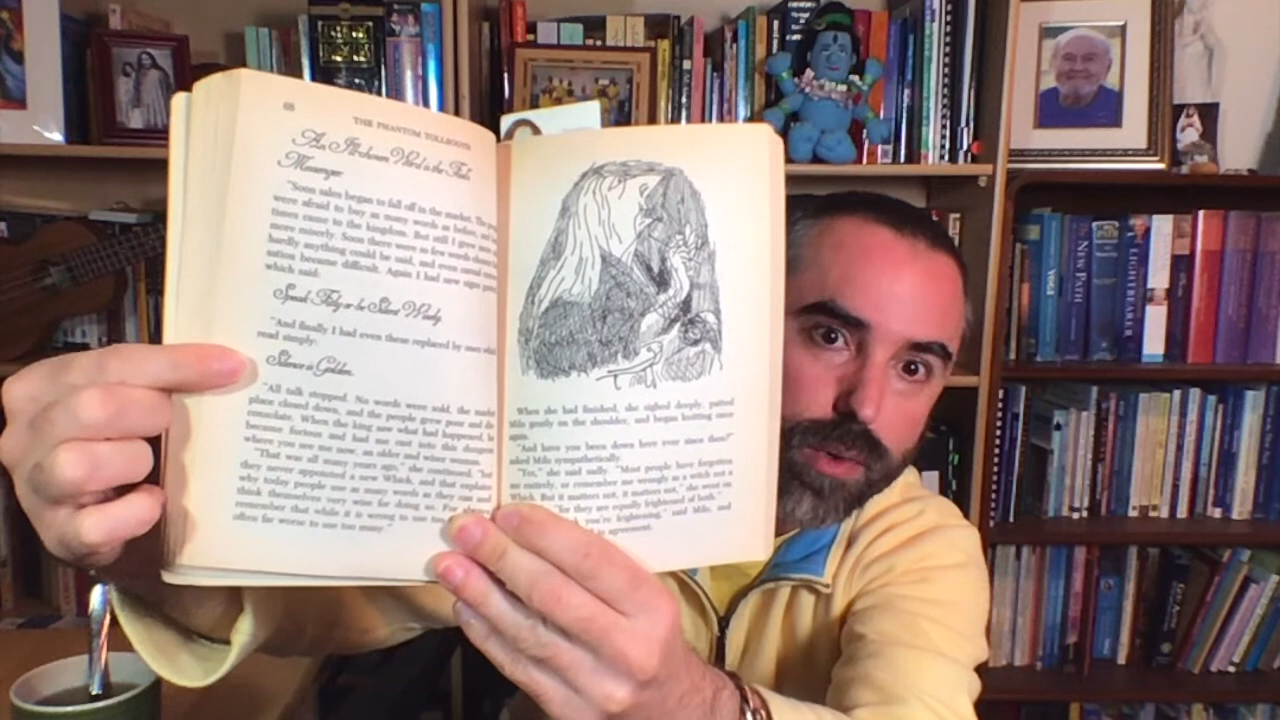 68
THE PHANTOM TOLLBOOTH
An Ill-chosen Word is the Fool's
Messenger.
"Soon sales began to fall off in the market. The
were afraid to buy as many words as before, and
times came to the kingdom. But still I grew more
more miserly. Soon there were so few words chosen
hardly anything could be said, and even casual conver-
sation became difficult. Again I had new signs
which said:
Speak Fitly or be Silent Wisely.
"And finally I had even these replaced by ones which
read simply:
Silence is Golden.
"All talk stopped. No words were sold, the market
place closed down, and the people grew poor and dis-
consolate. When the king saw what had happened, he
became furious and had me cast into this dungeon
where you see me now, an older and wiser woman.
"That was all many years ago," she continued, "but
they never appointed a new Which, and that explains
why today people use as many words as they can and
think themselves very wise for doing so. For always
remember that while it is wrong to use too
often far worse to use too many."
When she had finished, she sighed deeply, patted
Milo gently on the shoulder, and began knitting once
again.
"And have you been down here ever since then?"
asked Milo sympathetically.
"Yes," she said sadly. "Most people have forgotten
me entirely, or remember me wrongly as a witch not a
Which. But it matters not, it matters not," she went on
"for they are equally frightened of both."
you're frightening," said Milo, and
agreement.
YOGA
The NEW PATH
LIGHTBEARER